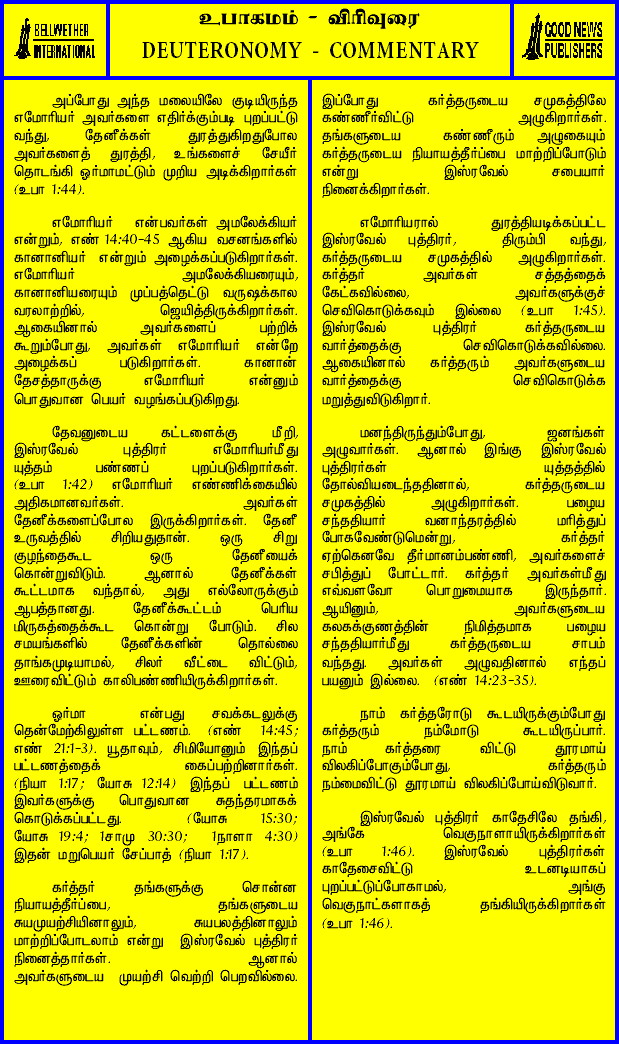 BELLWETHER
INTERNATIONAL
உபாகமம் - விரிவுரை
DEUTERONOMY - COMMENTARY
GOOD NEWS
PUBLISHERS
அப்போது அந்த மலையிலே குடியிருந்த
எமோரியர் அவர்களை எதிர்க்கும்படி புறப்பட்டு
வந்து, தேனீக்கள் துரத்துகிறதுபோல
அவர்களைத் துரத்தி, உங்களைச் சேயீர்
தொடங்கி ஒர்மாமட்டும் முறிய அடிக்கிறார்கள்
(உபா 1:44).
எமோரியர் என்பவர்கள் அமலேக்கியர்
என்றும், எண் 14:40-45 ஆகிய வசனங்களில்
கானானியர் என்றும் அழைக்கப்படுகிறார்கள்.
எமோரியர் அமலேக்கியரையும்,
கானானியரையும் முப்பத்தெட்டு வருஷக்கால
வரலாற்றில், ஜெயித்திருக்கிறார்கள்.
ஆகையினால் அவர்களைப் பற்றிக்
கூறும்போது, அவர்கள் எமோரியர் என்றே
அழைக்கப் படுகிறார்கள். கானான்
தேசத்தாருக்கு எமோரியர் என்னும்
பொதுவான பெயர் வழங்கப்படுகிறது.
தேவனுடைய கட்டளைக்கு மீறி,
இஸ்ரவேல் புத்திரர் எமோரியர்மீது
யுத்தம் பண்ணப் புறப்படுகிறார்கள்.
(உபா 1:42) எமோரியர் எண்ணிக்கையில்
அதிகமானவர்கள். அவர்கள்
தேனீக்களைப்போல இருக்கிறார்கள். தேனீ
உருவத்தில் சிறியதுதான். ஒரு சிறு
குழந்தைகூட ஒரு தேனீயைக்
கொன்றுவிடும். ஆனால் தேனீக்கள்
கூட்டமாக வந்தால், அது எல்லோருக்கும்
ஆபத்தானது. தேனீக்கூட்டம் பெரிய
மிருகத்தைக்கூட கொன்று போடும். சில
சமயங்களில் தேனீக்களின் தொல்லை
தாங்கமுடியாமல், சிலர் வீட்டை விட்டும்,
ஊரைவிட்டும் காலிபண்ணியிருக்கிறார்கள்.
ஒர்மா என்பது சவக்கடலுக்கு
தென்மேற்கிலுள்ள பட்டணம். (எண் 14:45;
எண் 21:1-3). யூதாவும், சிமியோனும் இந்தப்
பட்டணத்தைக் கைப்பற்றினார்கள்.
(நியா 1:17; யோசு 12:14) இந்தப் பட்டணம்
இவர்களுக்கு பொதுவான சுதந்தரமாகக்
கொடுக்கப்பட்டது. (யோசு 15:30;
யோசு 19:4; 1சாமு 30:30; 1நாளா 4:30)
இதன் மறுபெயர் சேப்பாத் (நியா 1:17).
கர்த்தர் தங்களுக்கு சொன்ன
நியாயத்தீர்ப்பை, தங்களுடைய
சுயமுயற்சியினாலும், சுயபலத்தினாலும்
மாற்றிப்போடலாம் என்று இஸ்ரவேல் புத்திரர்
நினைத்தார்கள். ஆனால்
அவர்களுடைய முயற்சி வெற்றி பெறவில்லை.
இப்போது கர்த்தருடைய சமுகத்திலே
கண்ணீர்விட்டு அழுகிறார்கள்.
தங்களுடைய கண்ணீரும் அழுகையும்
கர்த்தருடைய நியாயத்தீர்ப்பை மாற்றிப்போடும்
என்று இஸ்ரவேல் சபையார்
நினைக்கிறார்கள்.
எமோரியரால் துரத்தியடிக்கப்பட்ட
இஸ்ரவேல் புத்திரர், திரும்பி வந்து,
கர்த்தருடைய சமுகத்தில் அழுகிறார்கள்.
கர்த்தர் அவர்கள் சத்தத்தைக்
கேட்கவில்லை, அவர்களுக்குச்
செவிகொடுக்கவும் இல்லை (உபா 1:45).
இஸ்ரவேல் புத்திரர் கர்த்தருடைய
வார்த்தைக்கு செவிகொடுக்கவில்லை.
ஆகையினால் கர்த்தரும் அவர்களுடைய
வார்த்தைக்கு செவிகொடுக்க
மறுத்துவிடுகிறார்.
மனந்திருந்தும்போது, ஜனங்கள்
அழுவார்கள். ஆனால் இங்கு இஸ்ரவேல்
புத்திரர்கள் யுத்தத்தில்
தோல்வியடைந்ததினால், கர்த்தருடைய
சமுகத்தில் அழுகிறார்கள். பழைய
சந்ததியார் வனாந்தரத்தில் மரித்துப்
போகவேண்டுமென்று, கர்த்தர்
ஏற்கெனவே தீர்மானம்பண்ணி, அவர்களைச்
சபித்துப் போட்டார். கர்த்தர் அவர்கள்மீது
எவ்வளவோ பொறுமையாக இருந்தார்.
ஆயினும், அவர்களுடைய
கலகக்குணத்தின் நிமித்தமாக பழைய
சந்ததியார்மீது கர்த்தருடைய சாபம்
வந்தது. அவர்கள் அழுவதினால் எந்தப்
பயனும் இல்லை. (எண் 14:23-35).
நாம் கர்த்தரோடு கூடயிருக்கும்போது
கர்த்தரும் நம்மோடு கூடயிருப்பார்.
நாம் கர்த்தரை விட்டு தூரமாய்
விலகிப்போகும்போது, கர்த்தரும்
நம்மைவிட்டு தூரமாய் விலகிப்போய்விடுவார்.
இஸ்ரவேல் புத்திரர் காதேசிலே தங்கி,
அங்கே வெகுநாளாயிருக்கிறார்கள்
(உபா 1:46). இஸ்ரவேல் புத்திரர்கள்
காதேசைவிட்டு உடனடியாகப்
புறப்பட்டுப்போகாமல், அங்கு
வெகுநாட்களாகத் தங்கியிருக்கிறார்கள்
(உபா 1:46).